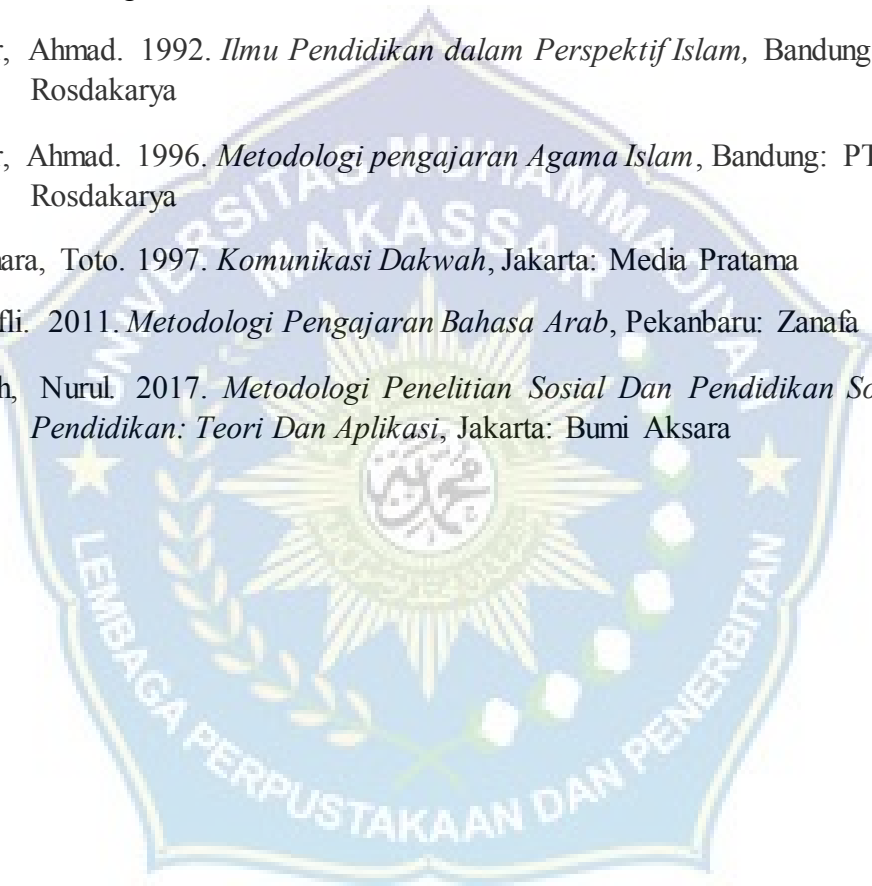 r, Ahmad. 1992. Ilmu Pendidikan dalam Perspektif Islam, Bandung
Rosdakarya
r, Ahmad. 1996. Metodologi pengajaran Agama Islam, Bandung: PT
Rosdakarya
ara, Toto. 1997. Komunikasi Dakwah, Jakarta: Media Pratama
fli. 2011. Metodologi Pengajaran Bahasa Arab, Pekanbaru: Zanafa
h, Nurul. 2017. Metodologi Penelitian Sosial Dan Pendidikan So
Pendidikan: Teori Dan Aplikasi, Jakarta: Bumi Aksara
UNIVERSITAS MUHAMMADIYAH
MAKASSAR
LEMBAGA PERPUSTAKAAN DAN PENERBITAN